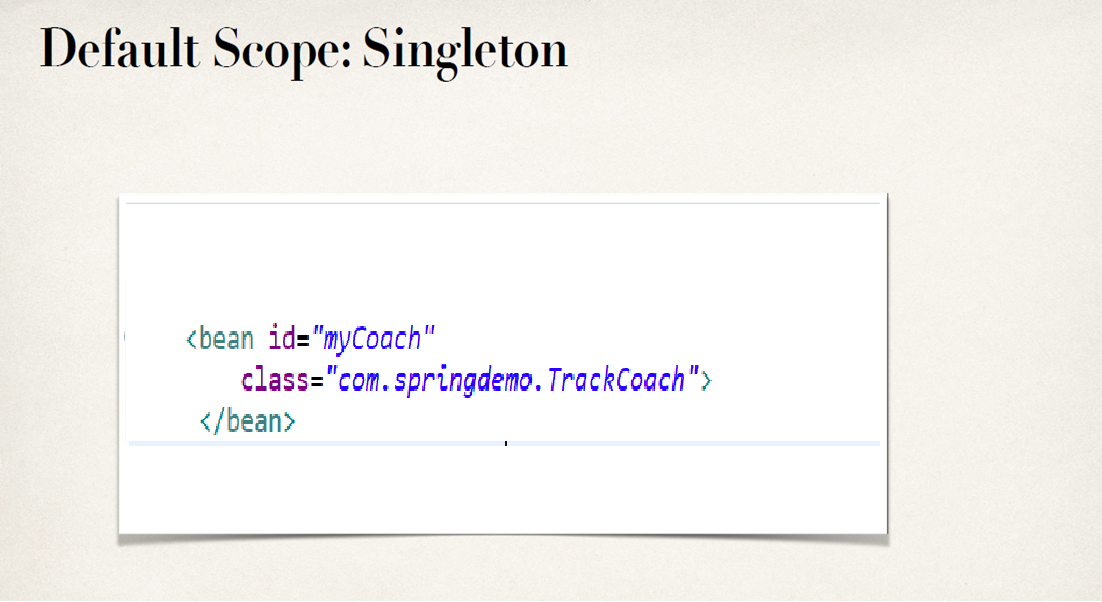 Default Scope: Singleton
<bean id="myCoach"
class="com.springdemo.TrackCoach">
</bean>